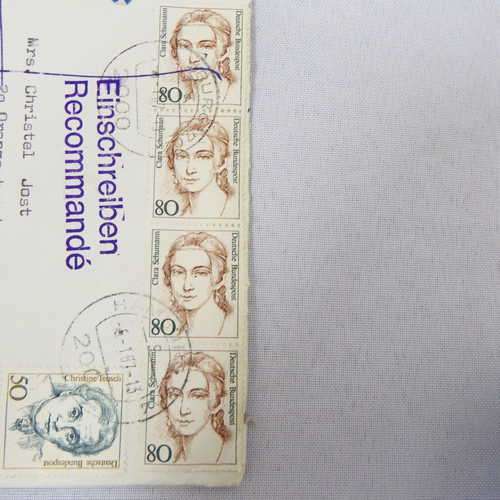 Mrs. Christel Jost
Einschreiben
Recommandé
Deutsche Bundespost
Clara Schumann
80
Deutsche Bundespost
Clara Schumann
80
Deutsche Bundespost
Clara Schumann
80
Deutsche Bundespost
Clara Schumann
80
50
Christine Teusch
Deutsche Bundespost
2000